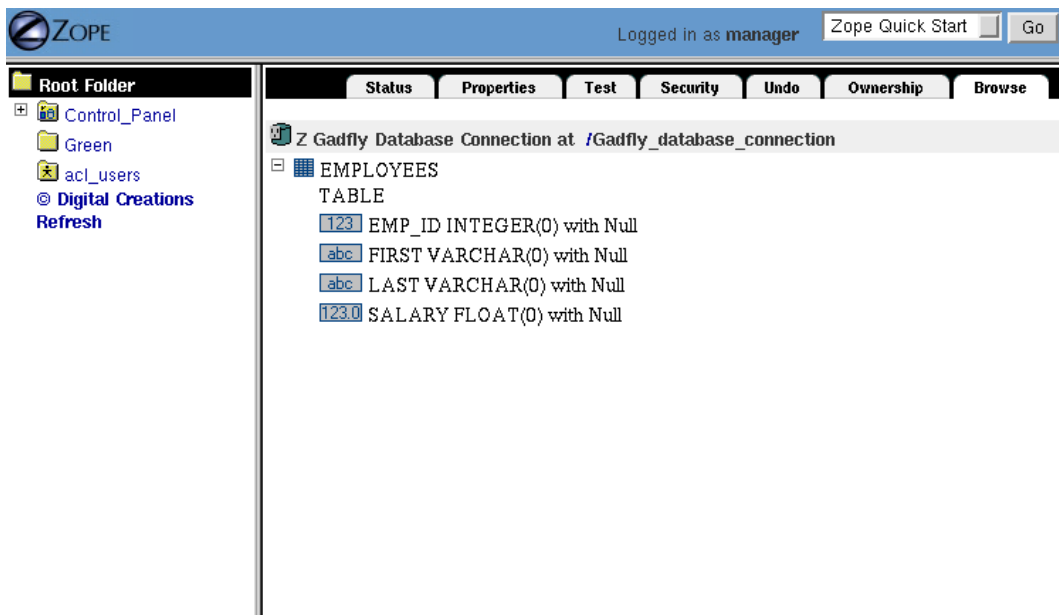 ZOPE
Logged in as manager
Zope Quick Start
Go
Root Folder
Control_Panel
Green
acl_users
© Digital Creations
Refresh
Status Properties Test Security Undo Ownership Browse
Z Gadfly Database Connection at /Gadfly_database_connection
EMPLOYEES
TABLE
123 EMP_ID INTEGER(0) with Null
abc FIRST VARCHAR(0) with Null
abc LAST VARCHAR(0) with Null
123.0 SALARY FLOAT(0) with Null